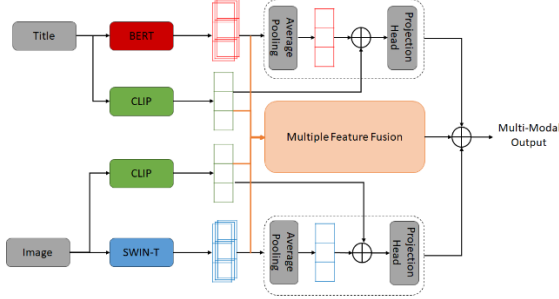 Title
BERT
Average
Pooling
Projection
Head
CLIP
Multiple Feature Fusion
Multi-Modal
Output
CLIP
Image
SWIN-T
Average
Pooling
Projection
Head